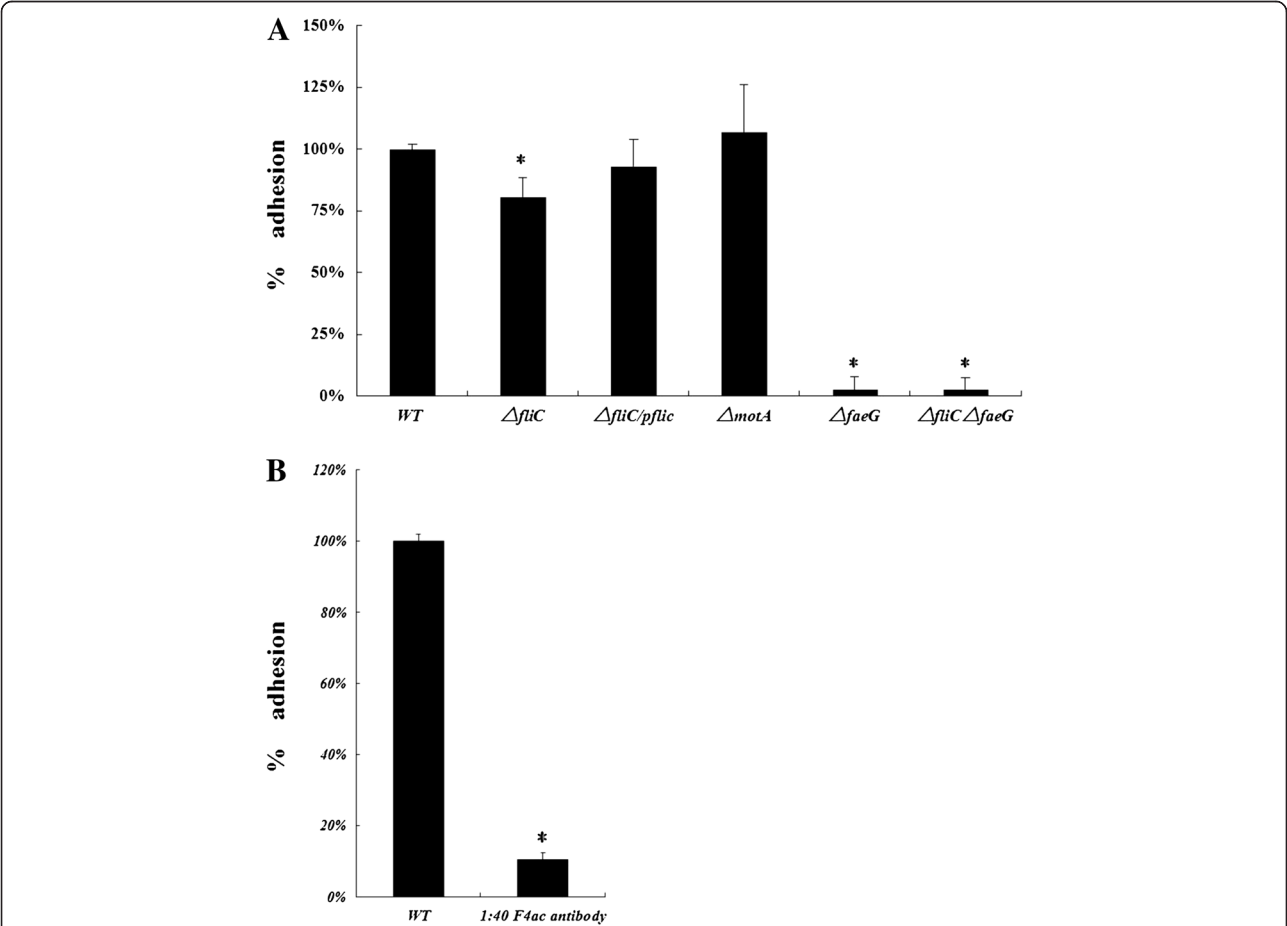 A
150%
125%
100%
75%
50%
25%
0%
% adhesion
*
*
*
WT
△fliC
△fliC/pflic
△motA
△faeG
△fliC△faeG
B
120%
100%
80%
60%
40%
20%
0%
% adhesion
*
WT
1:40 F4ac antibody